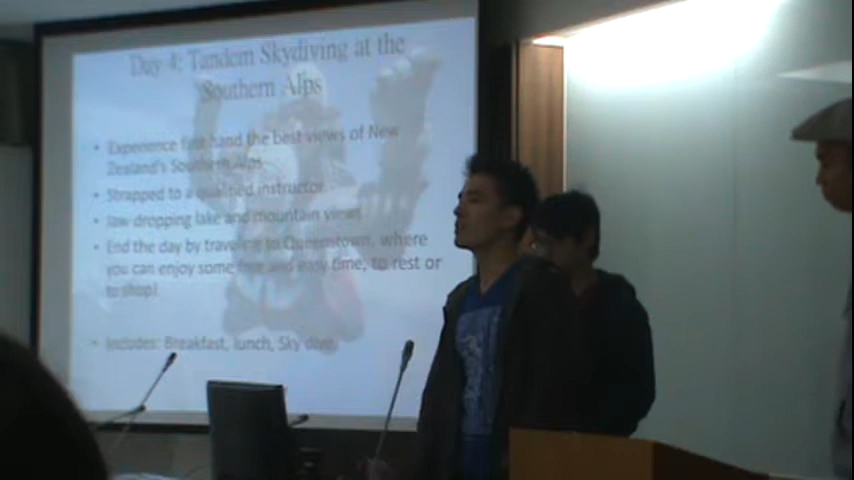 Day 4: Tandem Skydiving at the
Southern Alps
• Experience first hand the best views of New
Zealand's Southern Alps
• Strapped to a qualified instructor
• Jaw dropping lake and mountain views
• End the day by traveling to Queenstown, where
you can enjoy some free and easy time, to rest or
to shop!
• Includes: Breakfast, lunch, Sky dive